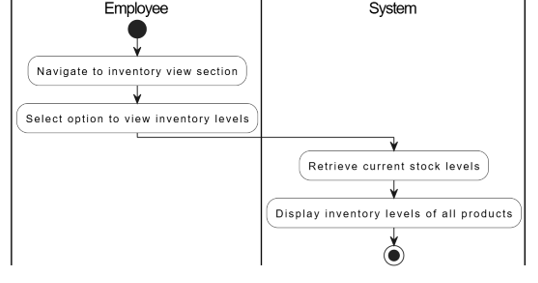 Employee
System
Navigate to inventory view section
Select option to view inventory levels
Retrieve current stock levels
Display inventory levels of all products